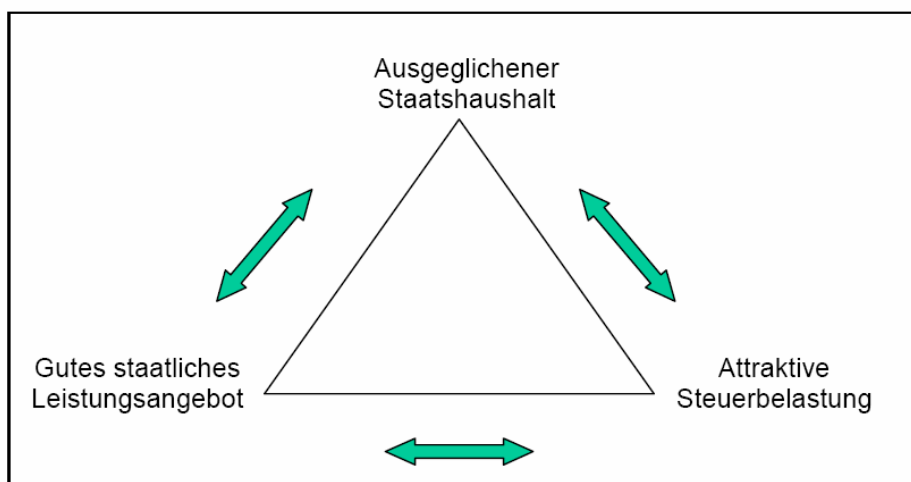 Ausgeglichener
Staatshaushalt
Gutes staatliches
Leistungsangebot
Attraktive
Steuerbelastung